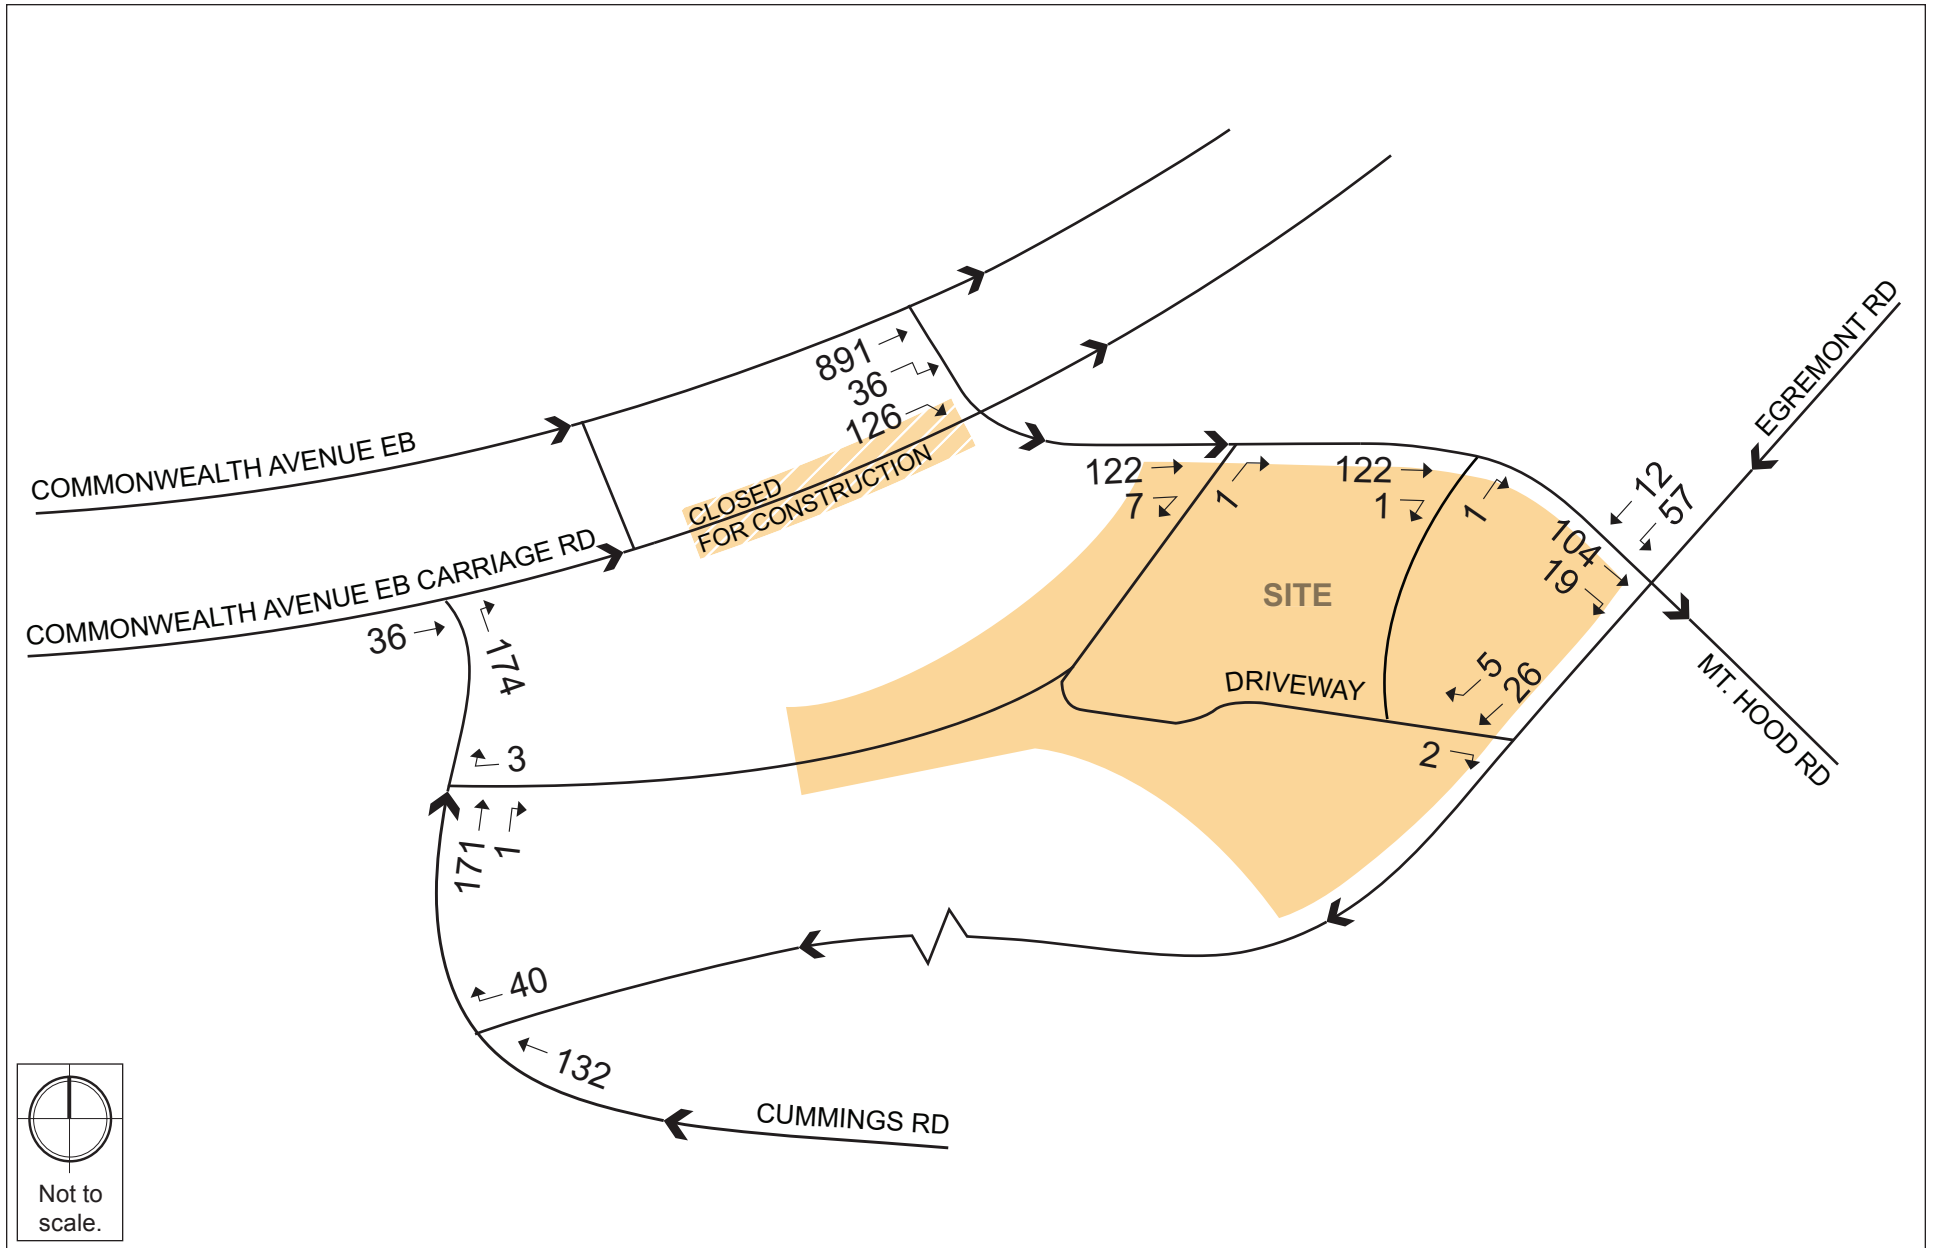 891
36
126
COMMONWEALTH AVENUE EB
CLOSED
FOR CONSTRUCTION
EGREMONT RD
122
7
1
122
1
1
12
57
104
19
COMMONWEALTH AVENUE EB CARRIAGE RD
36
174
SITE
DRIVEWAY
5
26
2
MT. HOOD RD
3
171
1
40
132
CUMMINGS RD
Not to
scale.